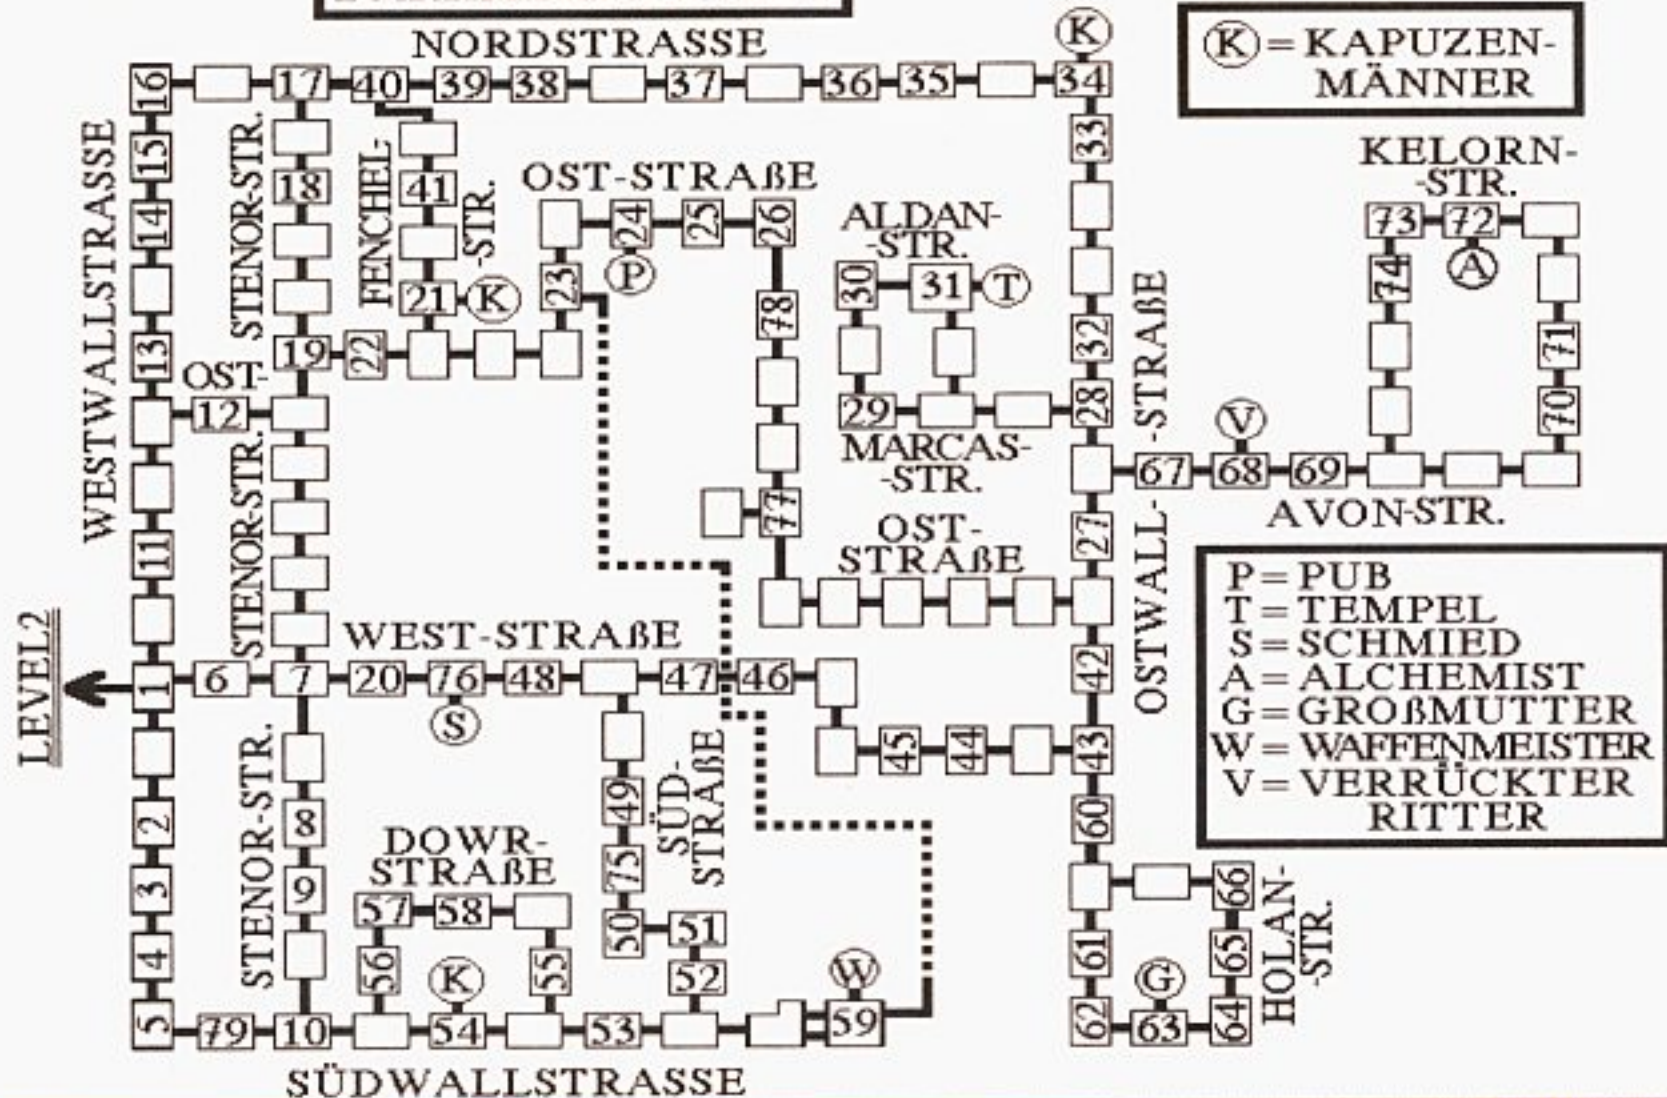 NORDSTRASSE
K
K = KAPUZEN-
MÄNNER
16 17 40 39 38 37 36 35 34
WESTWALLSTRASSE
15
14
13
11
STENOR-STR.
18
19
FENCHEL-
-STR.
41
21 K
22
23
OST-STRAßE
24 25 26
P
78
77
ALDAN-
-STR.
30 31 T
29
MARCAS-
-STR.
33
32
28
OSTWALL-STRAßE
KELORN-
-STR.
73 72
A
74
71
70
V
67 68 69
AVON-STR.
OST-
12
STENOR-STR.
OST-
STRAßE
27
42
LEVEL2
WEST-STRAßE
1 6 7 20 76 48 47 46
S
45 44 43
P = PUB
T = TEMPEL
S = SCHMIED
A = ALCHEMIST
G = GROßMUTTER
W = WAFFENMEISTER
V = VERRÜCKTER
RITTER
2
3
4
STENOR-STR.
8
9
DOWR-
STRAßE
57 58
56 55
K
49
75
50 51
52
SÜD-
STRAßE
W
5 79 10 54 53 59
SÜDWALLSTRASSE
60
66
61 65
G
62 63 64
HOLAN-
-STR.